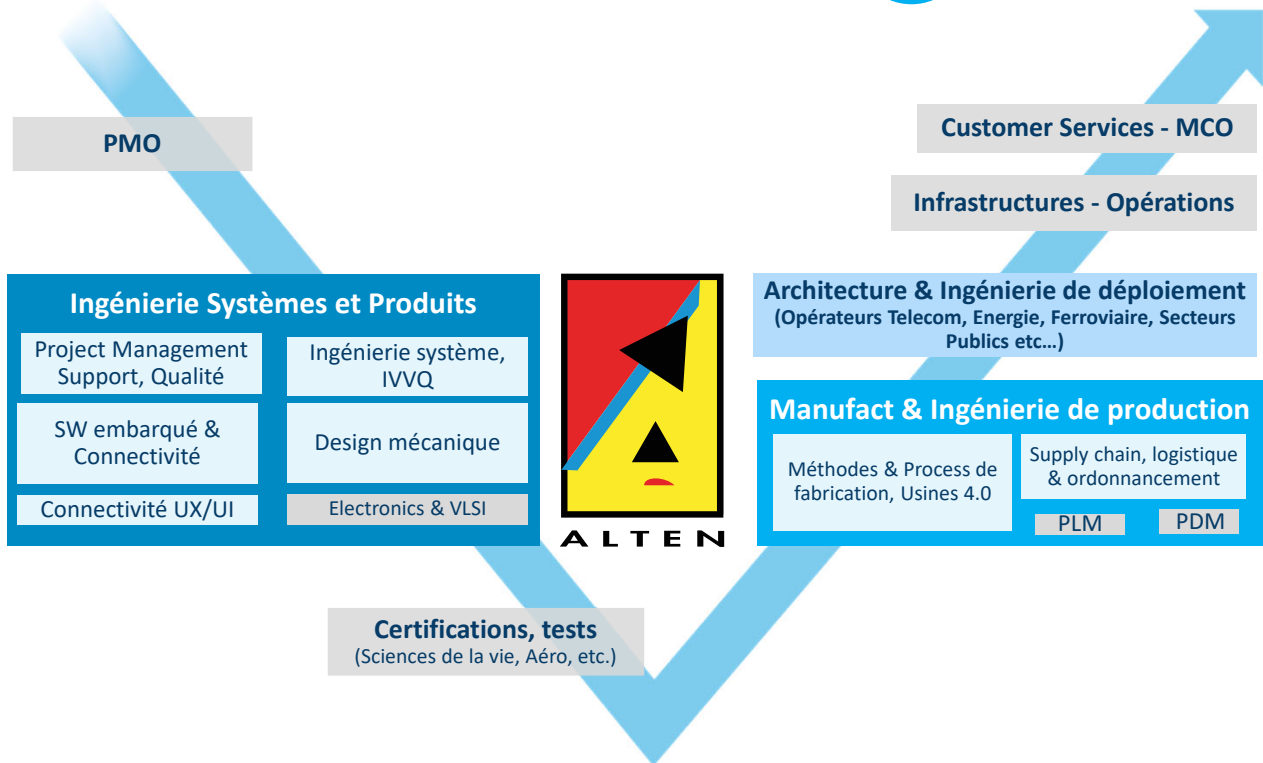 PMO
Ingénierie Systèmes et Produits
Project Management
Support, Qualité
Ingénierie système,
IVVQ
SW embarqué &
Connectivité
Design mécanique
Connectivité UX/UI
Electronics & VLSI
ALTEN
Certifications, tests
(Sciences de la vie, Aéro, etc.)
Customer Services - MCO
Infrastructures - Opérations
Architecture & Ingénierie de déploiement
(Opérateurs Telecom, Energie, Ferroviaire, Secteurs
Publics etc…)
Manufact & Ingénierie de production
Méthodes & Process de
fabrication, Usines 4.0
Supply chain, logistique
& ordonnancement
PLM
PDM